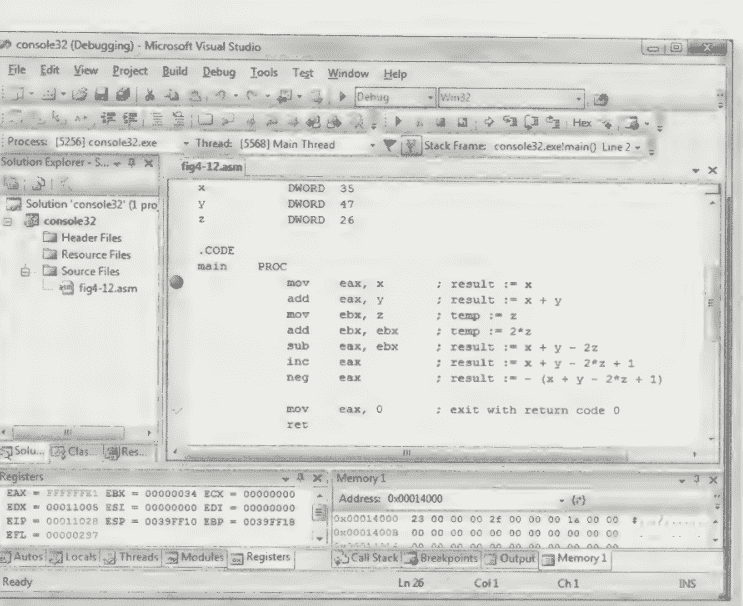 console32 (Debugging) - Microsoft Visual Studio
File Edit View Project Build Debug Tools Test Window Help
Debug Win32
Hex
Process: [5256] console32.exe Thread: [5568] Main Thread Stack Frame: console32.exe!main() Line 2
Solution Explorer - S...
fig4-12.asm
Solution 'console32' (1 pro
console32
Header Files
Resource Files
Source Files
fig4-12.asm
x DWORD 35
y DWORD 47
z DWORD 26
.CODE
main PROC
mov eax, x ; result := x
add eax, y ; result := x + y
mov ebx, z ; temp := z
add ebx, ebx ; temp := 2*z
sub eax, ebx ; result := x + y - 2z
inc eax ; result := x + y - 2*z + 1
neg eax ; result := - (x + y - 2*z + 1)
mov eax, 0 ; exit with return code 0
ret
Solu... Clas... Res...
Registers
EAX = FFFFFFE1 EBX = 00000034 ECX = 00000000
EDX = 00011005 ESI = 00000000 EDI = 00000000
EIP = 00011028 ESP = 0039FF10 EBP = 0039FF18
EFL = 00000297
Autos Locals Threads Modules Registers
Memory 1
Address: 0x00014000
0x00014000 23 00 00 00 2f 00 00 00 1a 00 00 #
0x00014008 00 00 00 00 00 00 00 00 00 00 00
Call Stack Breakpoints Output Memory 1
Ready Ln 26 Col 1 Ch 1 INS